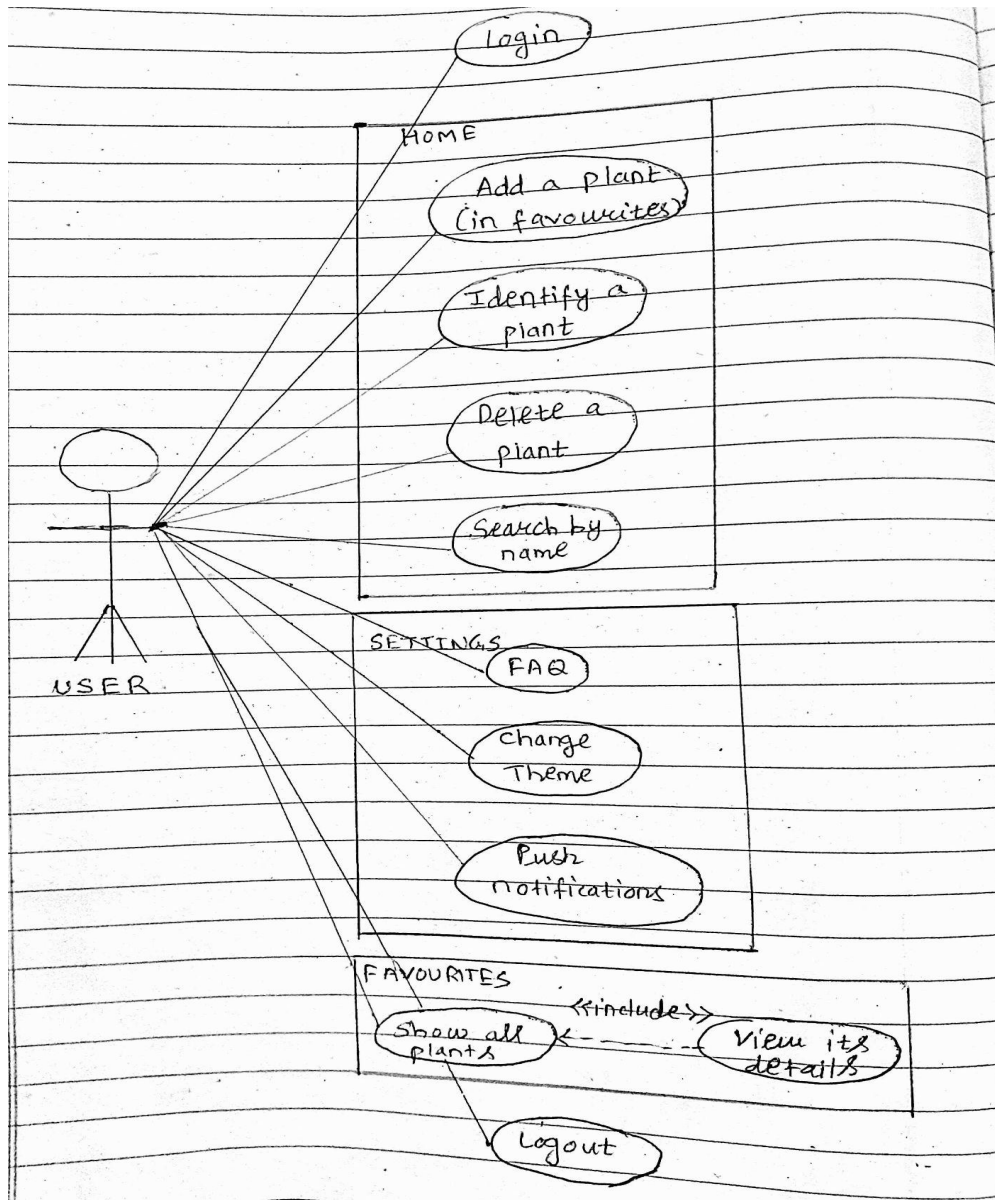 Login
HOME
Add a plant
(in favourites)
Identify a
plant
Delete a
plant
Search by
name
USER
SETTINGS
FAQ
Change
Theme
Push
notifications
FAVOURITES
<<include>>
Show all
plants
View its
details
Logout